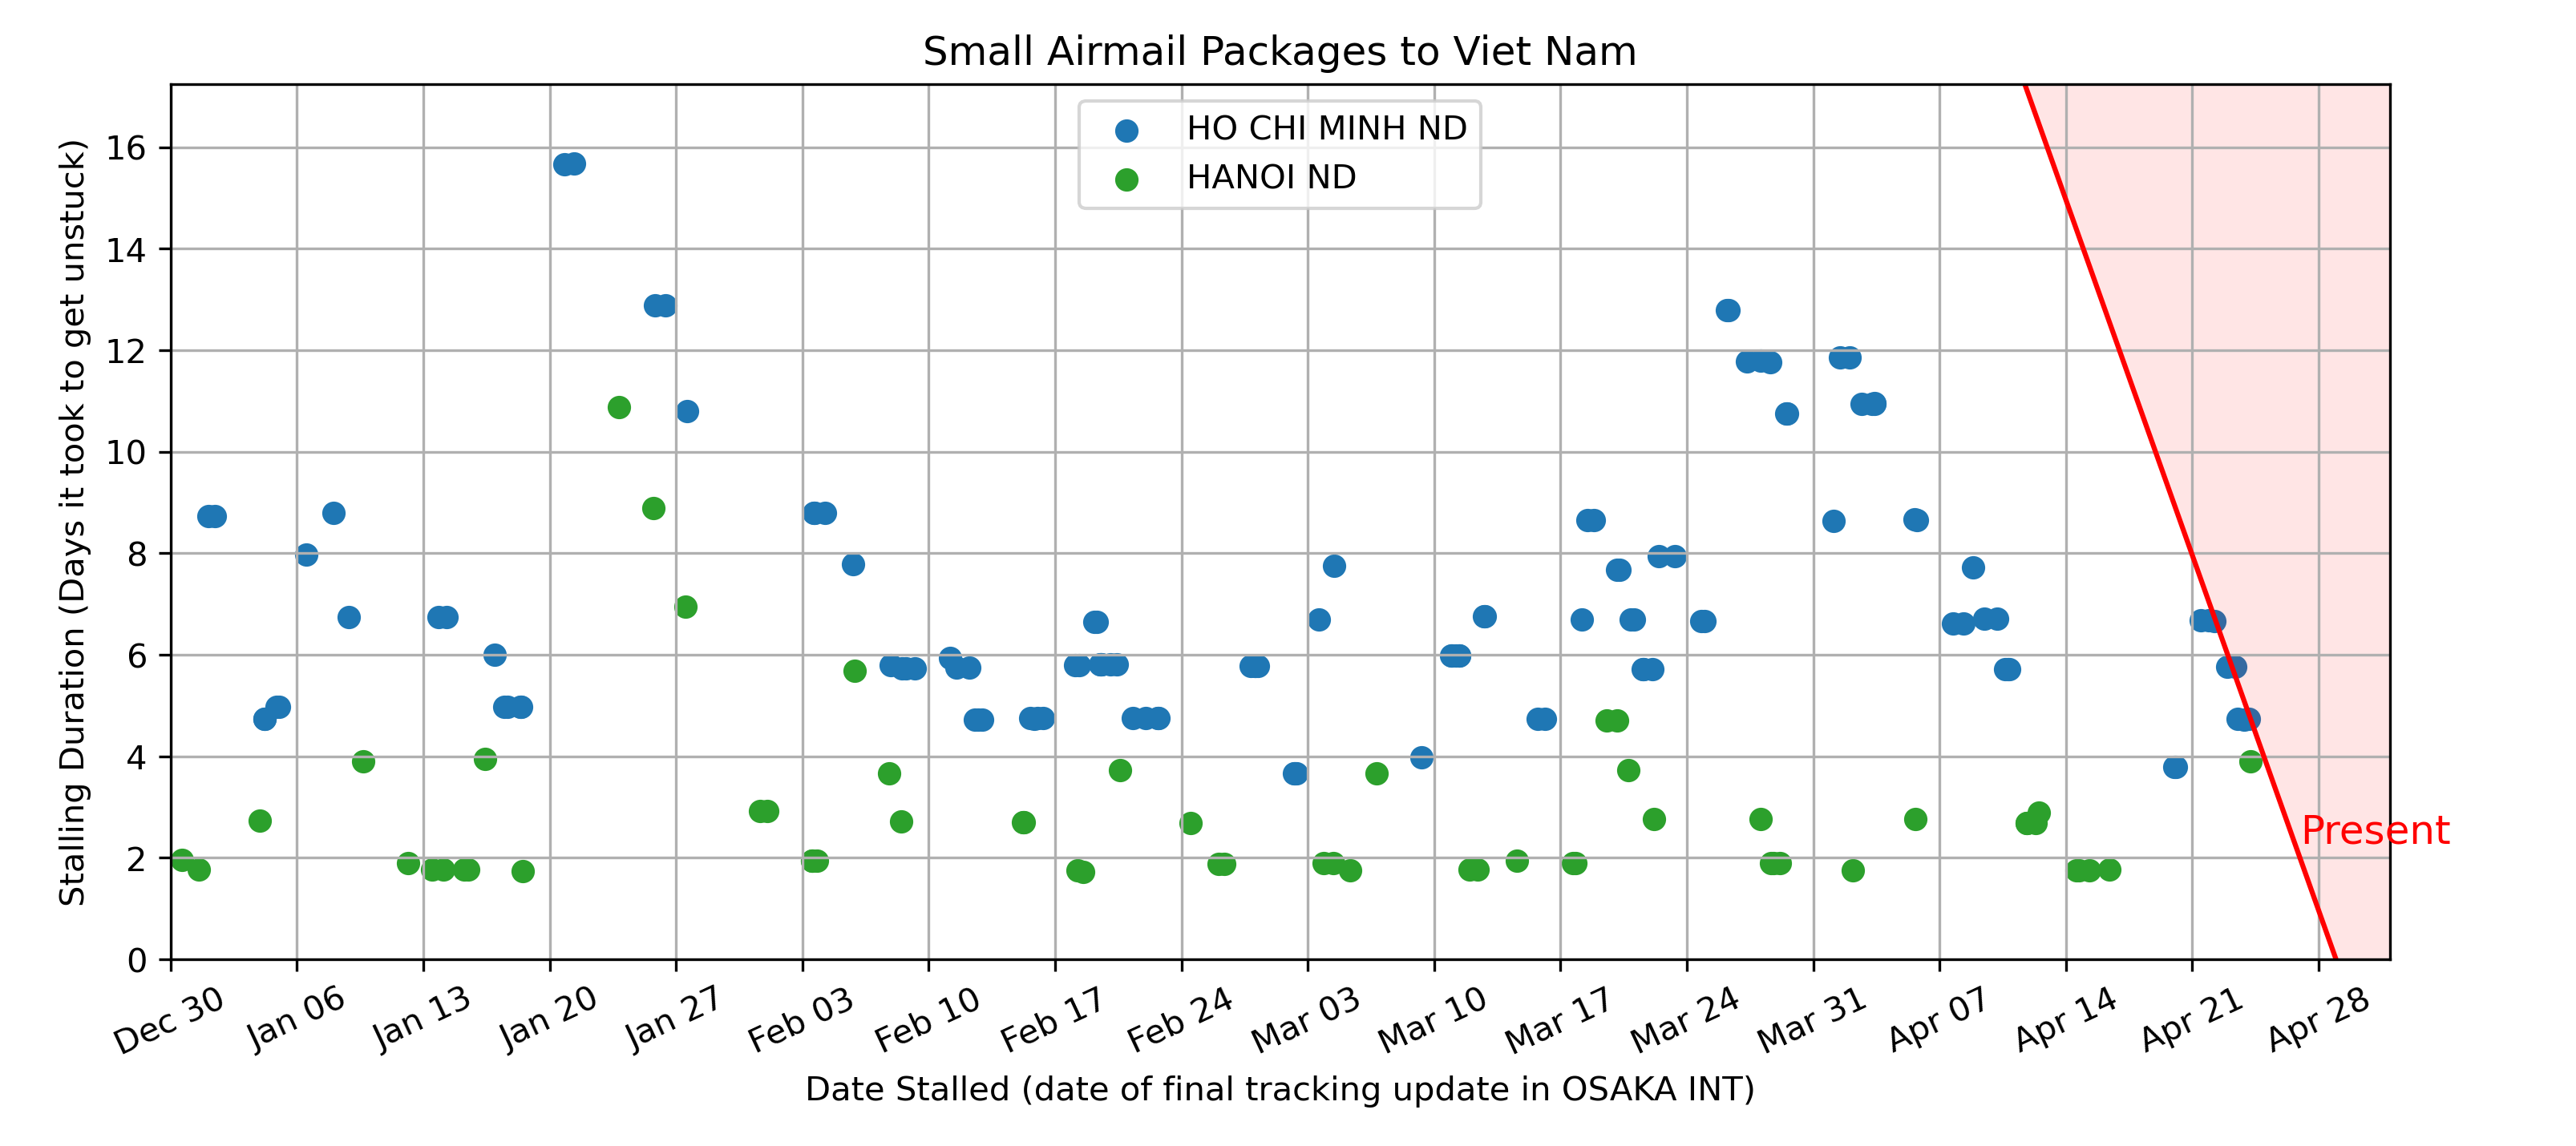 Small Airmail Packages to Viet Nam
HO CHI MINH ND
HANOI ND
Stalling Duration (Days it took to get unstuck)
16
14
12
10
8
6
4
2
0
Present
Dec 30
Jan 06
Jan 13
Jan 20
Jan 27
Feb 03
Feb 10
Feb 17
Feb 24
Mar 03
Mar 10
Mar 17
Mar 24
Mar 31
Apr 07
Apr 14
Apr 21
Apr 28
Date Stalled (date of final tracking update in OSAKA INT)